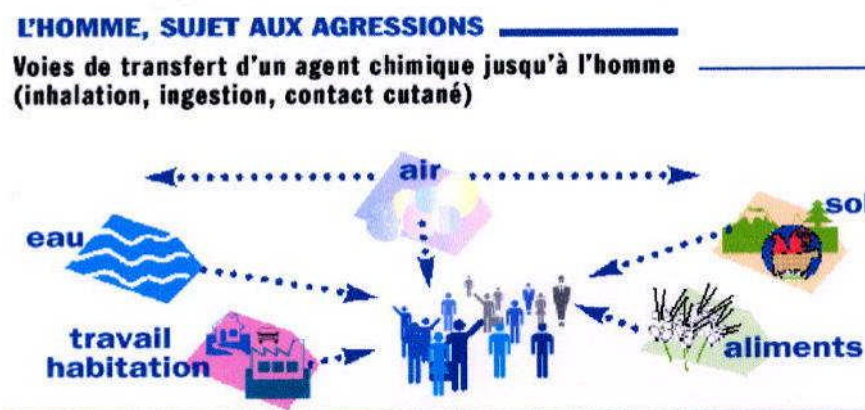 L'HOMME, SUJET AUX AGRESSIONS
Voies de transfert d'un agent chimique jusqu'à l'homme
(inhalation, ingestion, contact cutané)
air
eau
sol
travail
habitation
aliments